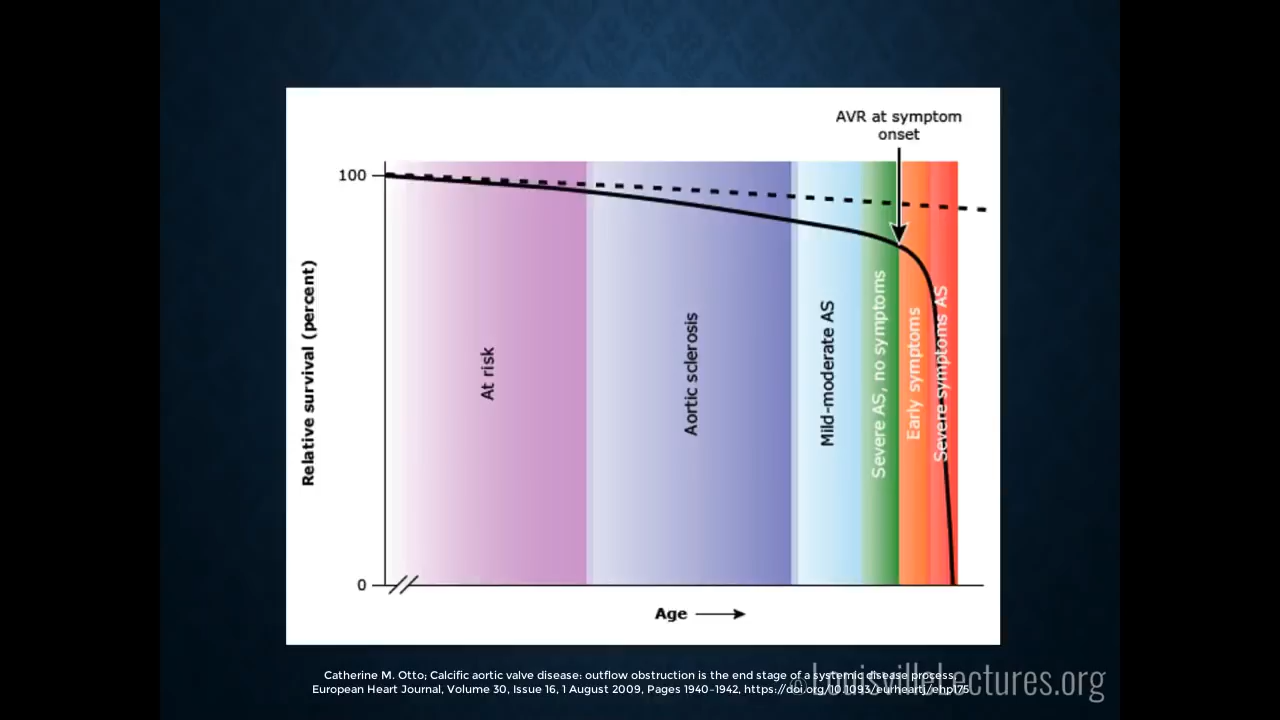 AVR at symptom
onset
100
Relative survival (percent)
At risk
Aortic sclerosis
Mild-moderate AS
Severe AS, no symptoms
Early symptoms
Severe symptoms AS
0
Age
Catherine M. Otto; Calcific aortic valve disease: outflow obstruction is the end stage of a systemic disease process,
European Heart Journal, Volume 30, Issue 16, 1 August 2009, Pages 1940–1942, https://doi.org/10.1093/eurheartj/ehp175
LouisvilleLectures.org